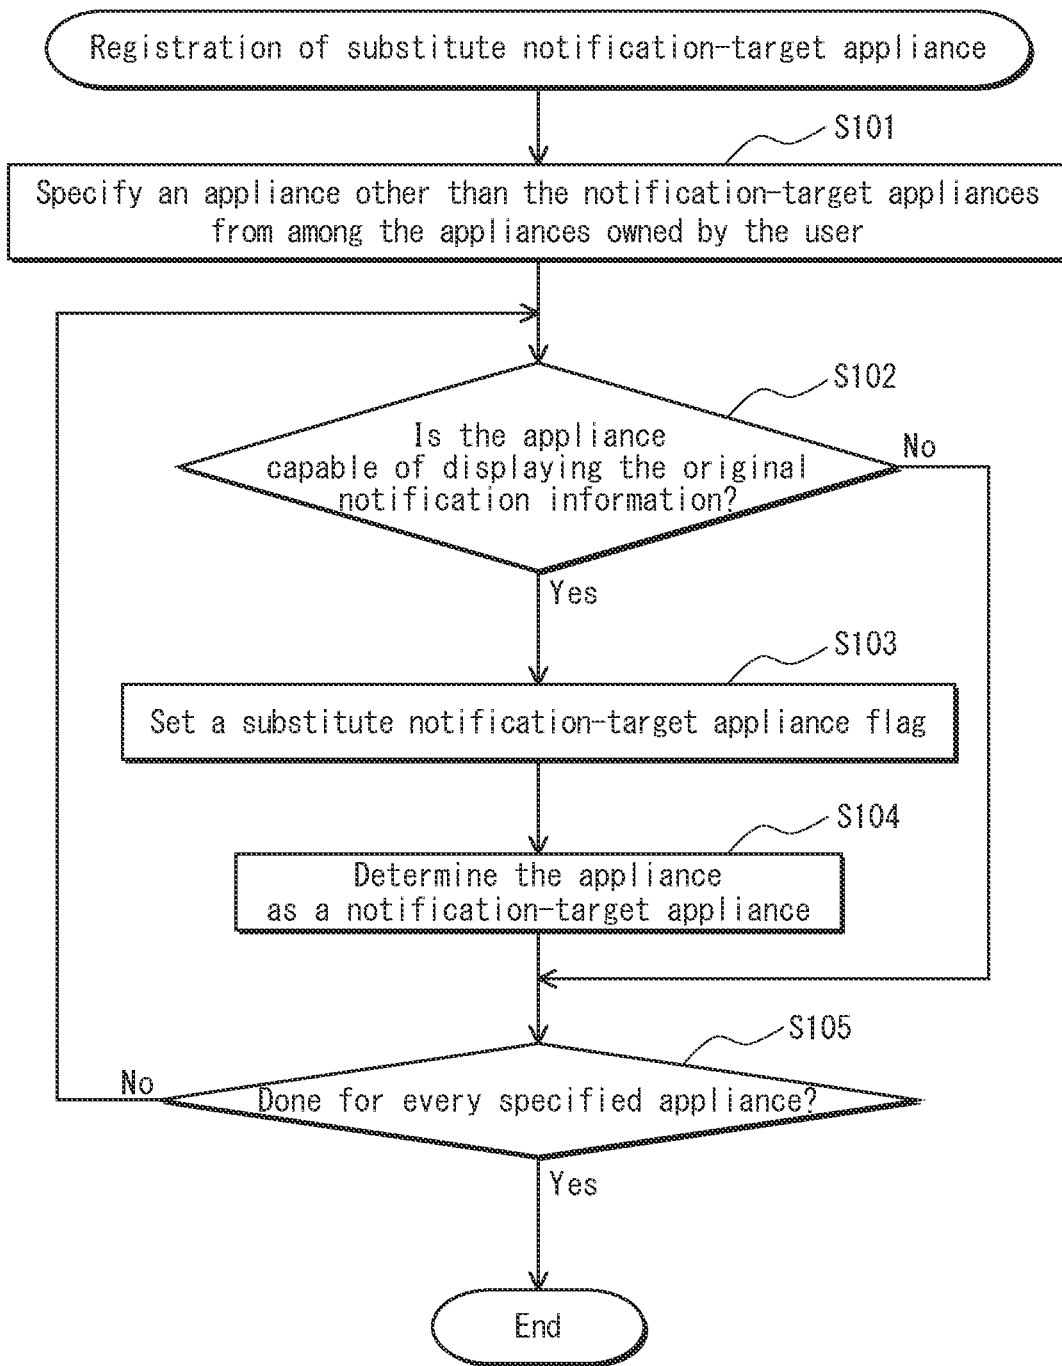 Registration of substitute notification-target appliance
S101
Specify an appliance other than the notification-target appliances
from among the appliances owned by the user
S102
Is the appliance
capable of displaying the original
notification information?
No
Yes
S103
Set a substitute notification-target appliance flag
S104
Determine the appliance
as a notification-target appliance
S105
No
Done for every specified appliance?
Yes
End